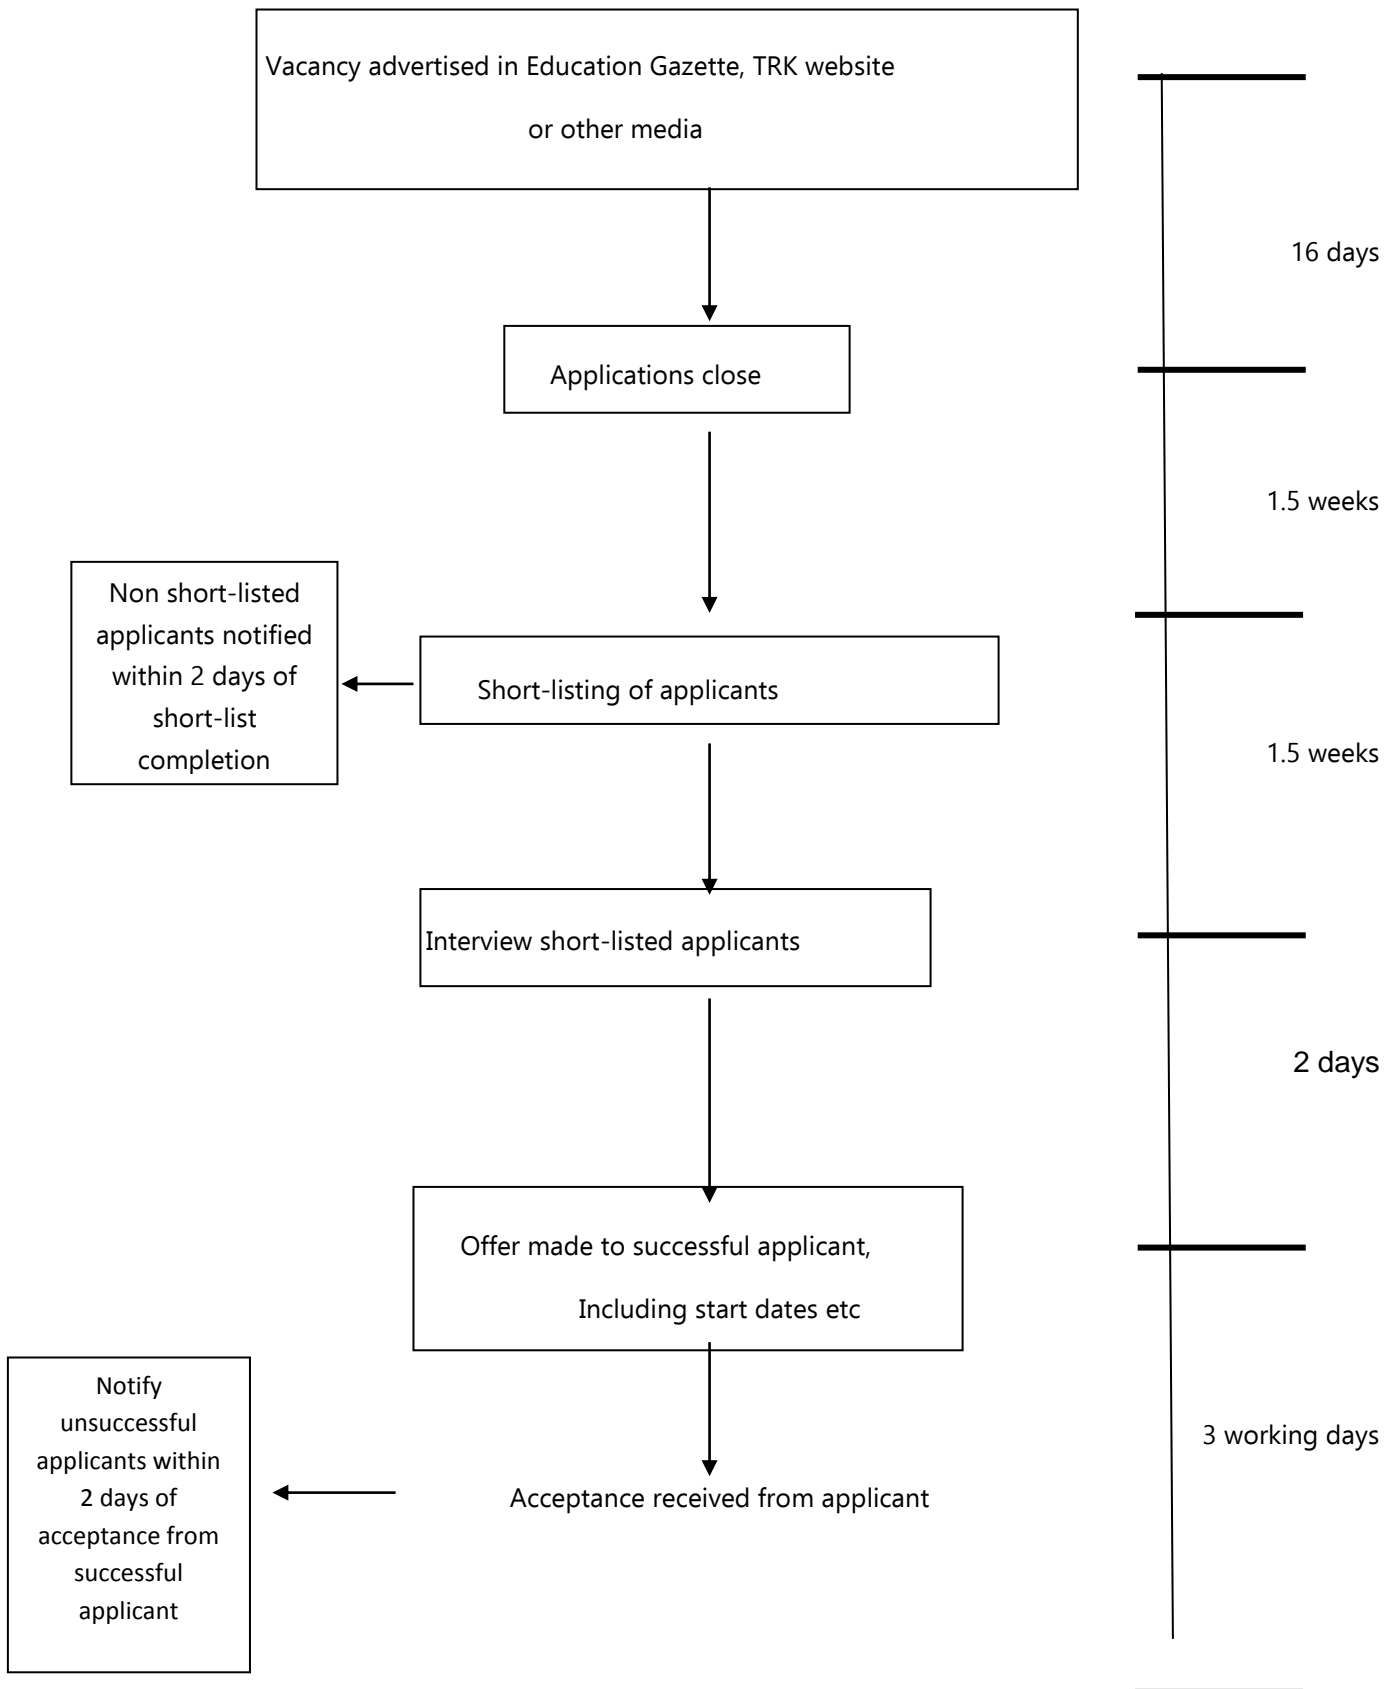 Vacancy advertised in Education Gazette, TRK website
or other media
16 days
Applications close
1.5 weeks
Non short-listed
applicants notified
within 2 days of
short-list
completion
Short-listing of applicants
1.5 weeks
Interview short-listed applicants
2 days
Offer made to successful applicant,
Including start dates etc
Notify
unsuccessful
applicants within
2 days of
acceptance from
successful
applicant
3 working days
Acceptance received from applicant